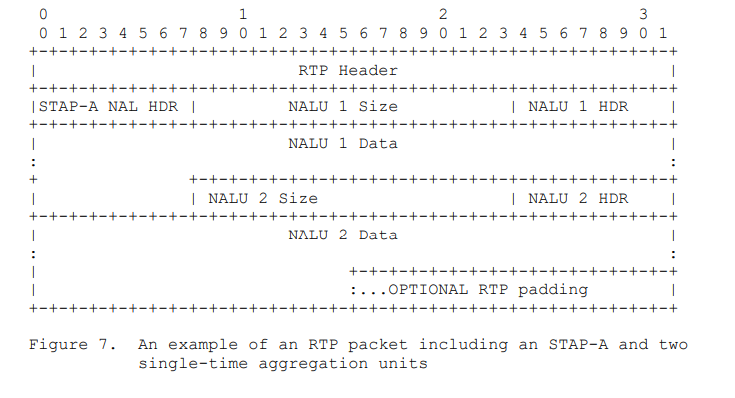 0                   1                   2                   3
0 1 2 3 4 5 6 7 8 9 0 1 2 3 4 5 6 7 8 9 0 1 2 3 4 5 6 7 8 9 0 1
+-+-+-+-+-+-+-+-+-+-+-+-+-+-+-+-+-+-+-+-+-+-+-+-+-+-+-+-+-+-+-+-+
|                          RTP Header                           |
+-+-+-+-+-+-+-+-+-+-+-+-+-+-+-+-+-+-+-+-+-+-+-+-+-+-+-+-+-+-+-+-+
|STAP-A NAL HDR |         NALU 1 Size           | NALU 1 HDR    |
+-+-+-+-+-+-+-+-+-+-+-+-+-+-+-+-+-+-+-+-+-+-+-+-+-+-+-+-+-+-+-+-+
|                         NALU 1 Data                           |
:                                                               :
+               +-+-+-+-+-+-+-+-+-+-+-+-+-+-+-+-+-+-+-+-+-+-+-+-+
|               | NALU 2 Size                   | NALU 2 HDR    |
+-+-+-+-+-+-+-+-+-+-+-+-+-+-+-+-+-+-+-+-+-+-+-+-+-+-+-+-+-+-+-+-+
|                         NALU 2 Data                           |
:                                                               :
|                               +-+-+-+-+-+-+-+-+-+-+-+-+-+-+-+-+
|                               :...OPTIONAL RTP padding        |
+-+-+-+-+-+-+-+-+-+-+-+-+-+-+-+-+-+-+-+-+-+-+-+-+-+-+-+-+-+-+-+-+
Figure 7.  An example of an RTP packet including an STAP-A and two
single-time aggregation units